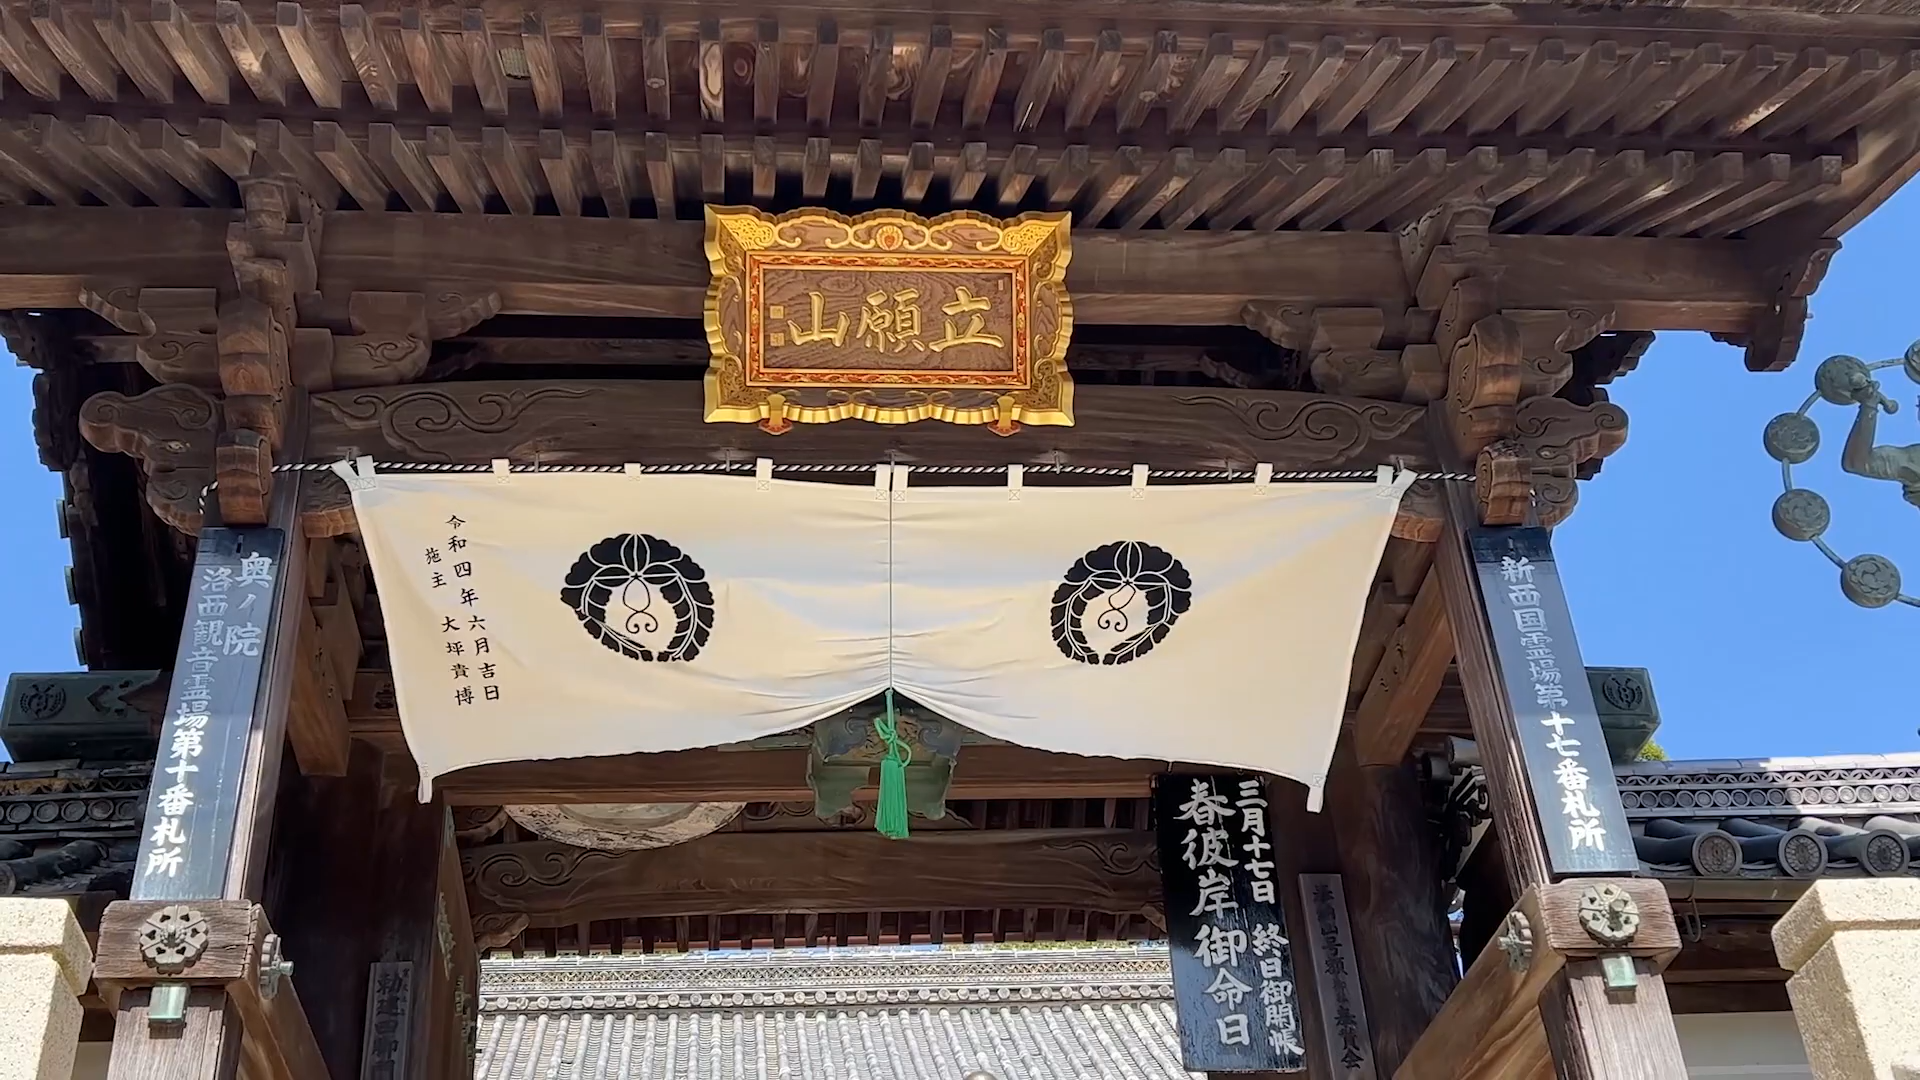 立願山
令和四年六月吉日
施主 大坪貴博
奥ノ院
洛西観音霊場第十番札所
新西国霊場第十七番札所
三月十七日 終日御開帳
春彼岸御命日